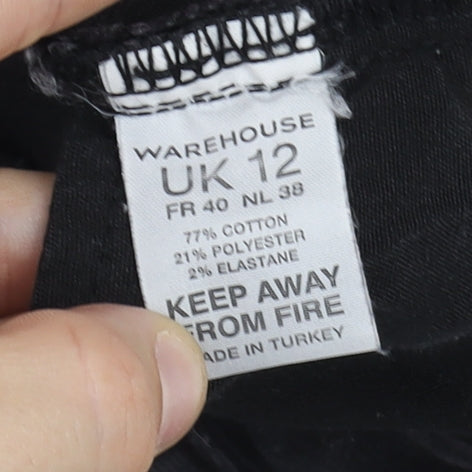 WAREHOUSE
UK 12
FR 40 NL 38
77% COTTON
21% POLYESTER
2% ELASTANE
KEEP AWAY
FROM FIRE
ADE IN TURKEY